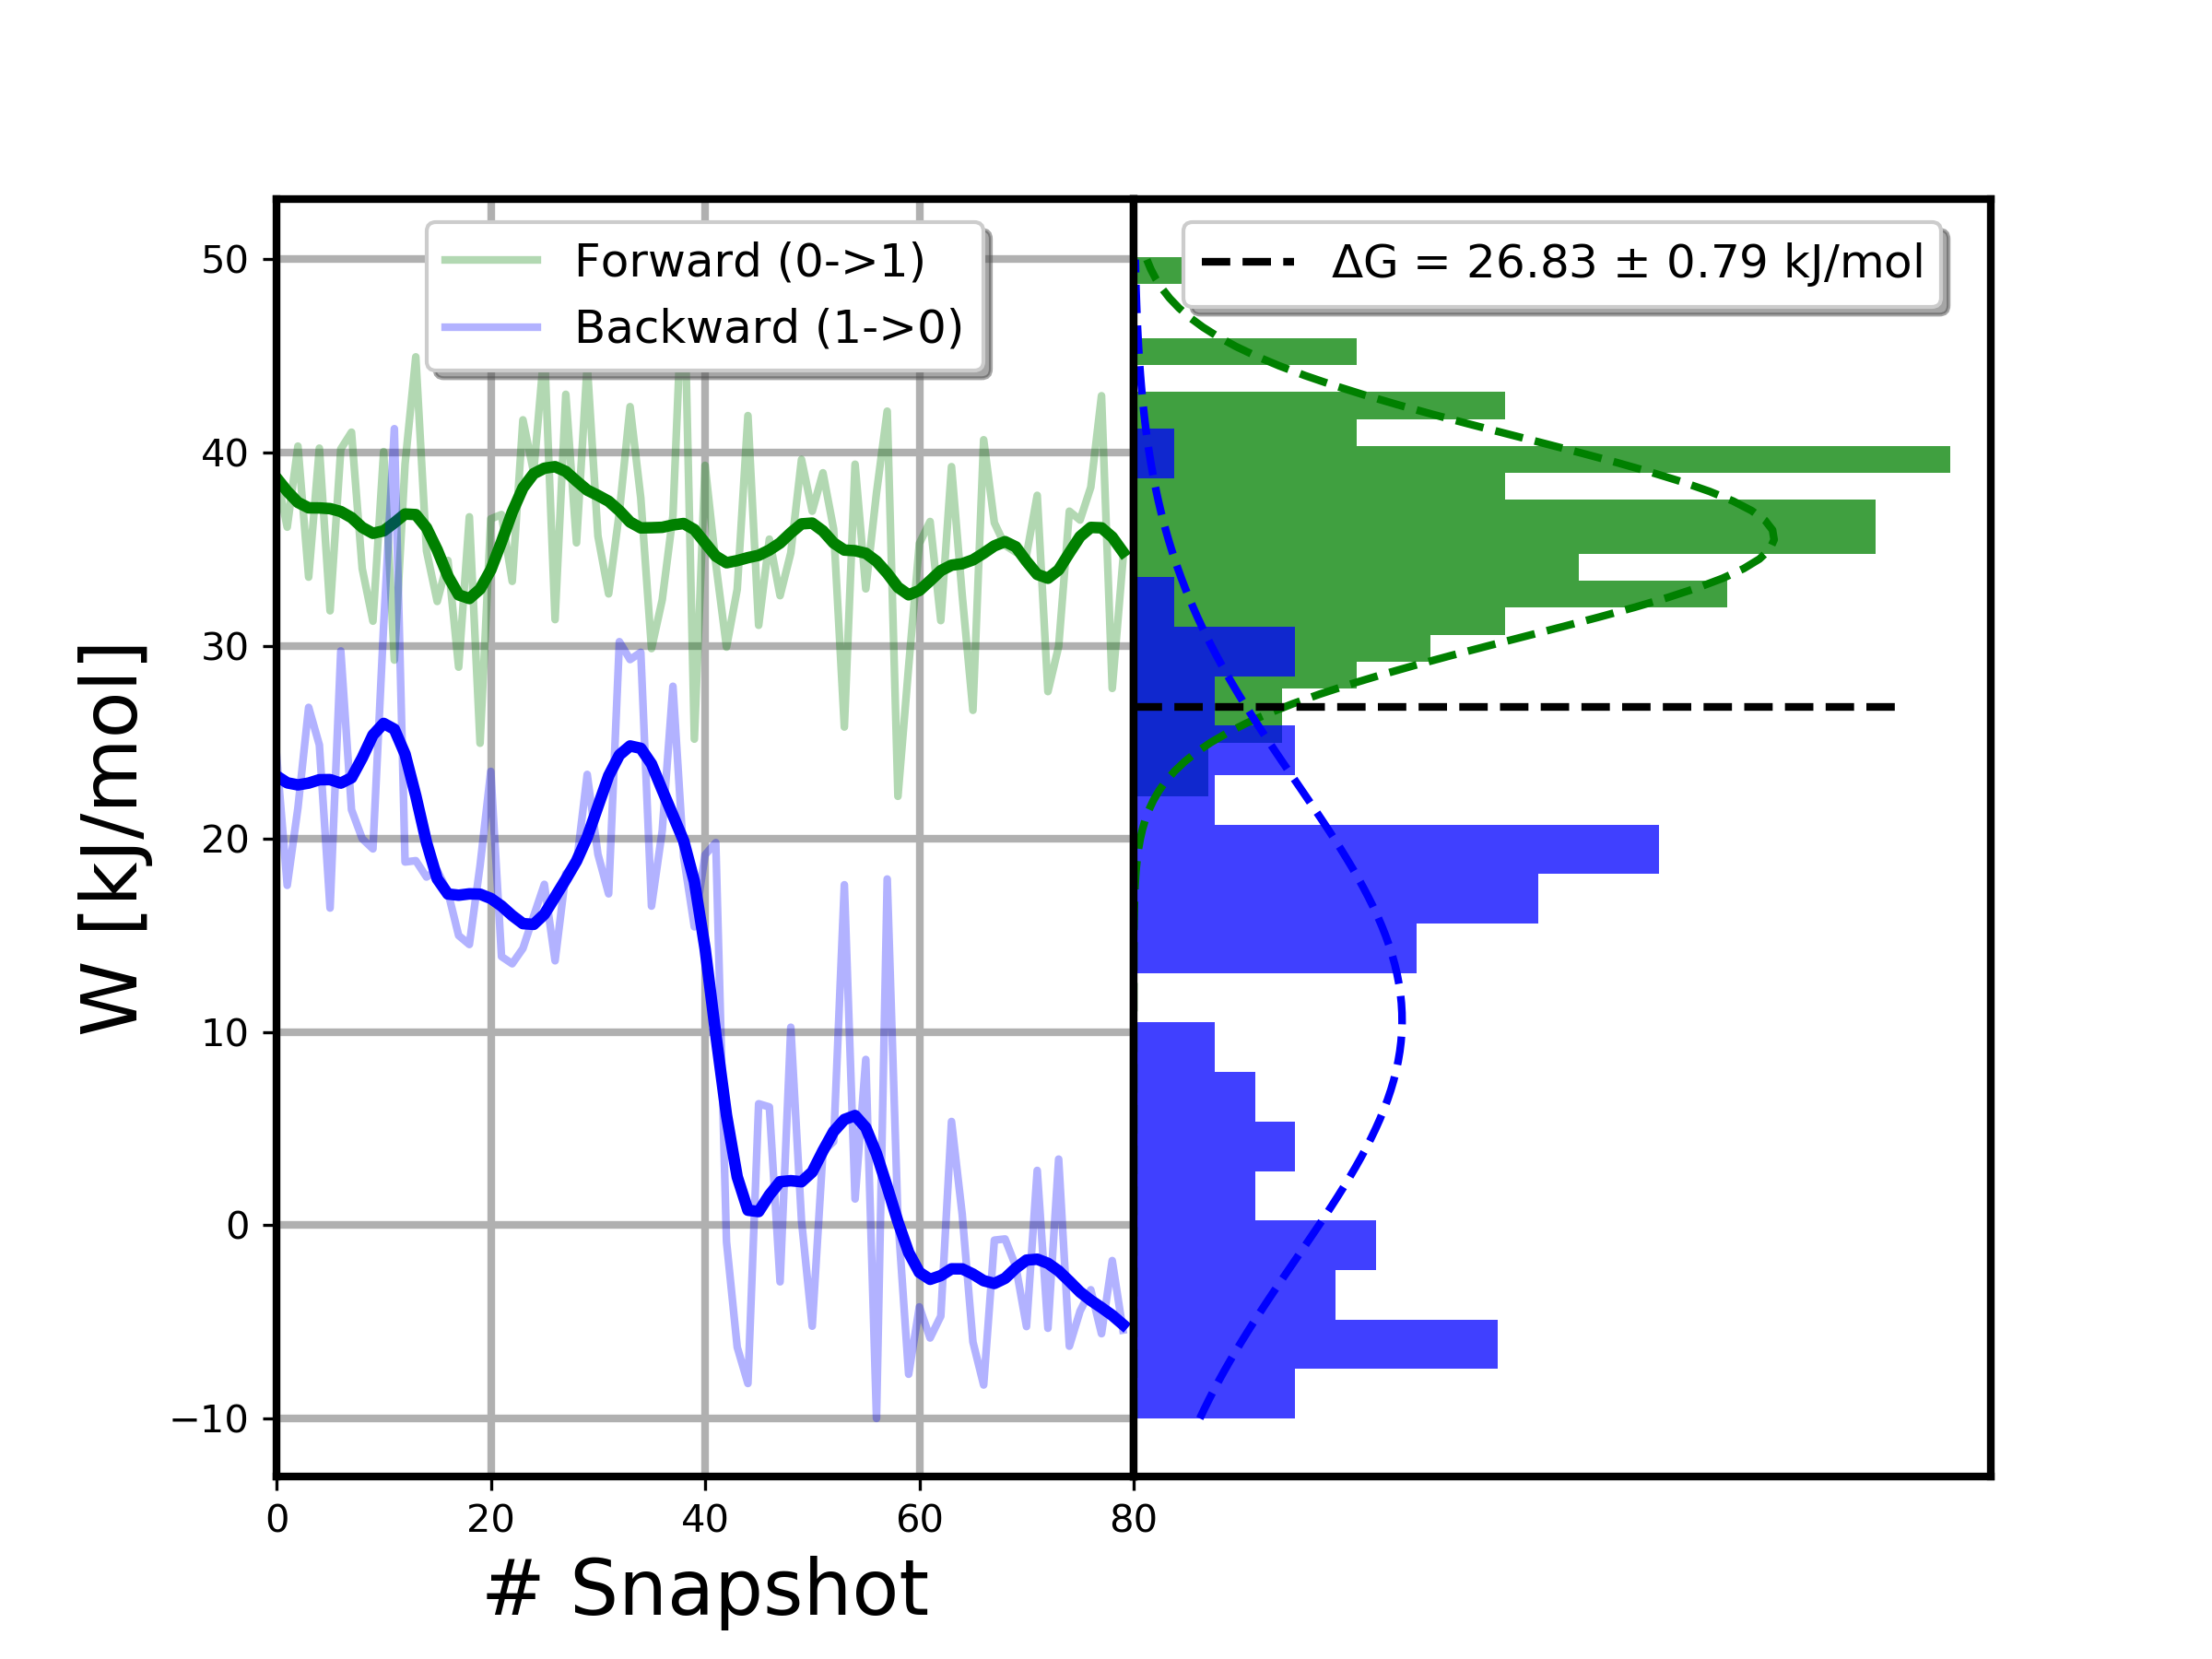 Forward (0->1)
Backward (1->0)
ΔG = 26.83 ± 0.79 kJ/mol
W [kJ/mol]
50
40
30
20
10
0
−10
0 20 40 60 80
# Snapshot